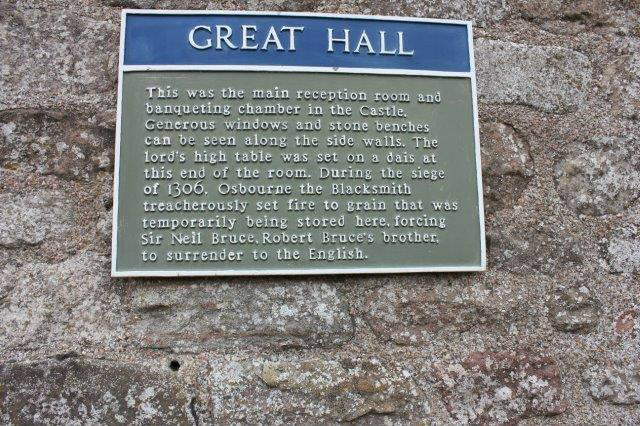 GREAT HALL
This was the main reception room and
banqueting chamber in the Castle.
Generous windows and stone benches
can be seen along the side walls. The
lord's high table was set on a dais at
this end of the room. During the siege
of 1306, Osbourne the Blacksmith
treacherously set fire to grain that was
temporarily being stored here, forcing
Sir Neil Bruce, Robert Bruce's brother,
to surrender to the English.